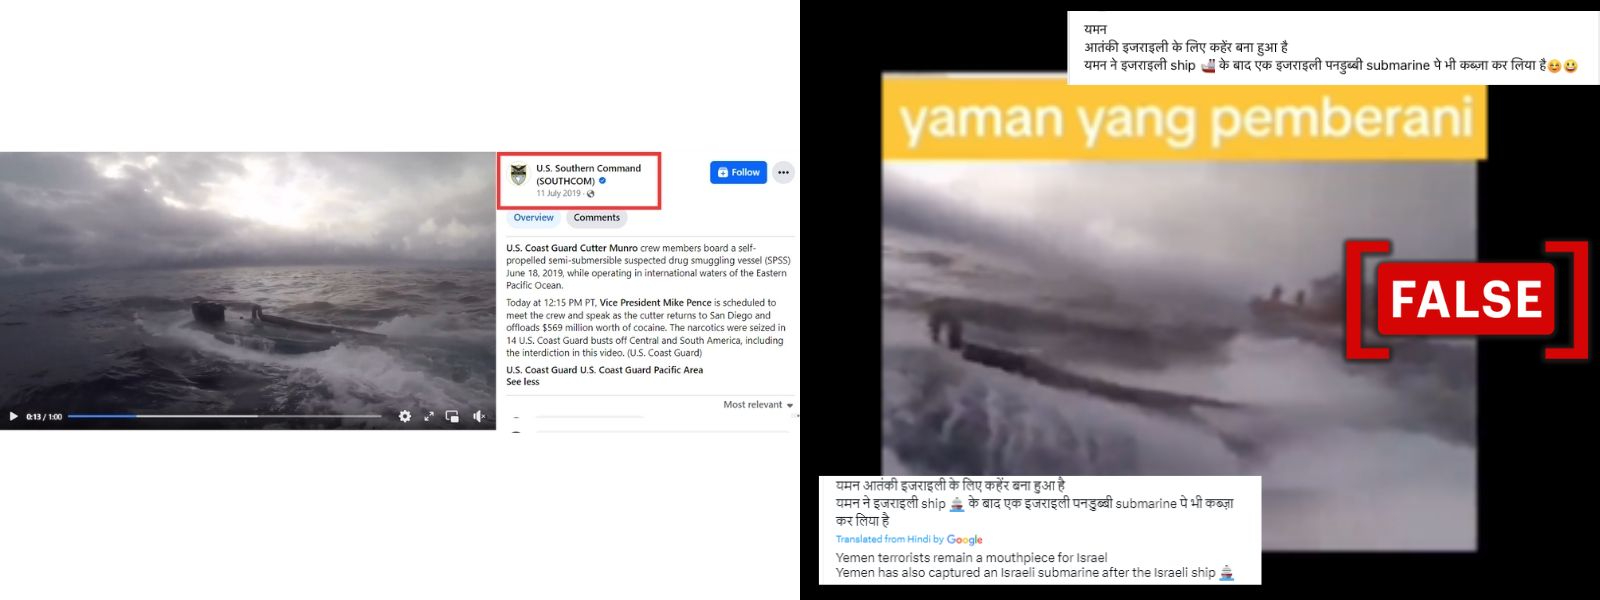 U.S. Southern Command
(SOUTHCOM)
11 July 2019 ·
Follow
Overview
Comments
U.S. Coast Guard Cutter Munro crew members board a self-
propelled semi-submersible suspected drug smuggling vessel (SPSS)
June 18, 2019, while operating in international waters of the Eastern
Pacific Ocean.
Today at 12:15 PM PT, Vice President Mike Pence is scheduled to
meet the crew and speak as the cutter returns to San Diego and
offloads $569 million worth of cocaine. The narcotics were seized in
14 U.S. Coast Guard busts off Central and South America, including
the interdiction in this video. (U.S. Coast Guard)
U.S. Coast Guard U.S. Coast Guard Pacific Area
See less
Most relevant
0:13 / 1:00
यमन
आतंकी इजराइली के लिए कहेंर बना हुआ है
यमन ने इजराइली ship 🚢 के बाद एक इजराइली पनडुब्बी submarine पे भी कब्ज़ा कर लिया है😊😃
yaman yang pemberani
FALSE
यमन आतंकी इजराइली के लिए कहेंर बना हुआ है
यमन ने इजराइली ship 🚢 के बाद एक इजराइली पनडुब्बी submarine पे भी कब्ज़ा
कर लिया है
Translated from Hindi by Google
Yemen terrorists remain a mouthpiece for Israel
Yemen has also captured an Israeli submarine after the Israeli ship 🚢